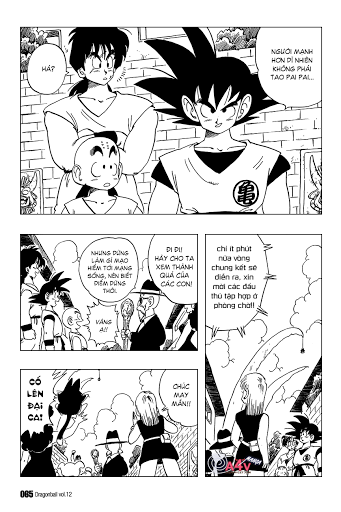 HẢ?
NGƯỜI MẠNH
HƠN DĨ NHIÊN
KHÔNG PHẢI
TAO PAI PAI...
亀
NHƯNG ĐỪNG
LÀM GÌ MẠO
HIỂM TỚI MẠNG
SỐNG, NÊN BIẾT
ĐIỂM DỪNG
THÔI.
ĐI ĐI!
HÃY CHO TA
XEM THÀNH
QUẢ CỦA
CÁC CON!
VÂNG
Ạ!!
chỉ ít phút
nữa vòng
chung kết sẽ
diễn ra, xin
mời các đấu
thủ tập hợp ở
phòng chờ!!
CỐ
LÊN
ĐẠI
CA!
CHÚC
MAY
MẮN!!
065 Dragonball vol.12